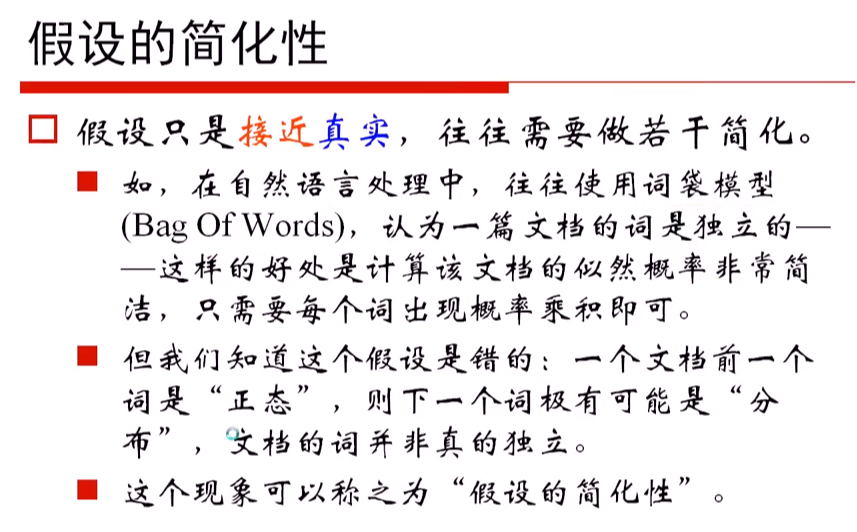 假设的简化性
假设只是接近真实，往往需要做若干简化。
如，在自然语言处理中，往往使用词袋模型
(Bag Of Words)，认为一篇文档的词是独立的—
—这样的好处是计算该文档的似然概率非常简
洁，只需要每个词出现概率乘积即可。
但我们知道这个假设是错的：一个文档前一个
词是“正态”，则下一个词极有可能是“分
布”，文档的词并非真的独立。
这个现象可以称之为“假设的简化性”。